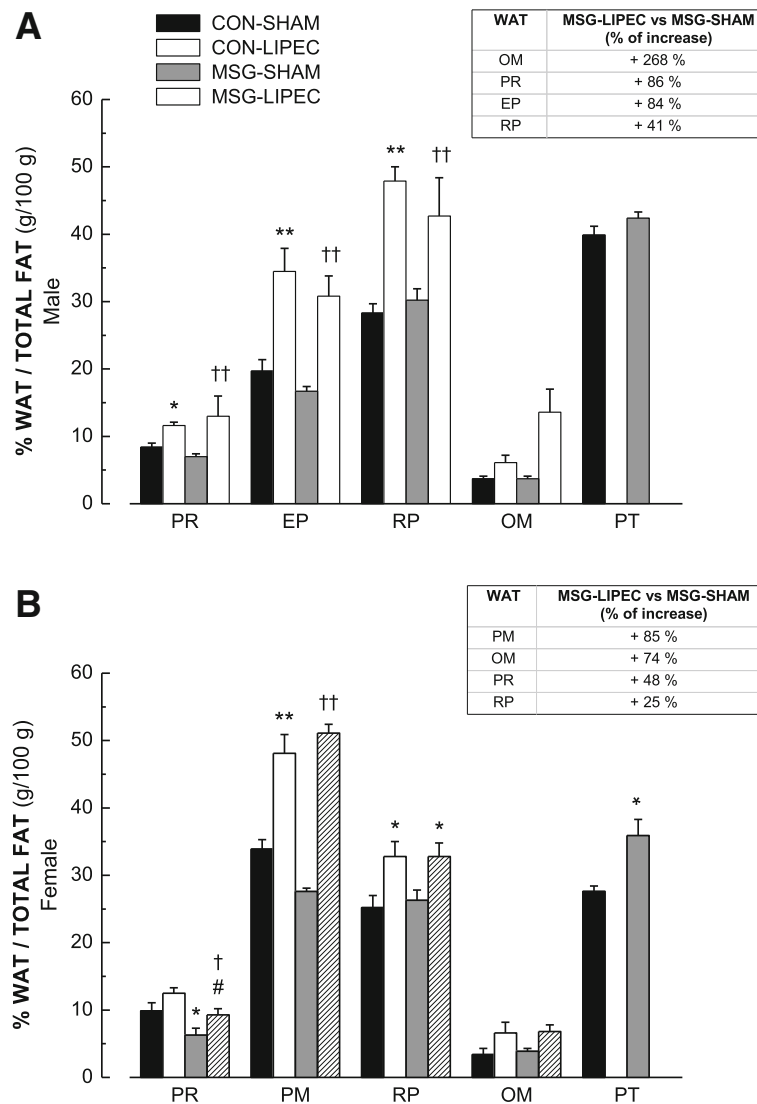 A
CON-SHAM
CON-LIPEC
MSG-SHAM
MSG-LIPEC
WAT MSG-LIPEC vs MSG-SHAM
(% of increase)
OM + 268 %
PR + 86 %
EP + 84 %
RP + 41 %
% WAT / TOTAL FAT (g/100 g)
Male
60
50
40
30
20
10
0
* †† ** †† ** ††
PR EP RP OM PT
B
WAT MSG-LIPEC vs MSG-SHAM
(% of increase)
PM + 85 %
OM + 74 %
PR + 48 %
RP + 25 %
% WAT / TOTAL FAT (g/100 g)
Female
60
50
40
30
20
10
0
* † # ** †† * * *
PR PM RP OM PT